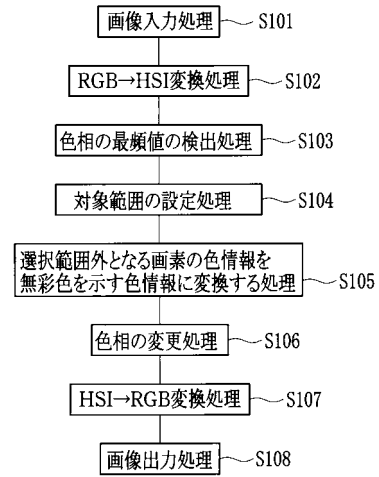 画像入力処理 S101
RGB→HSI変換処理 S102
色相の最頻値の検出処理 S103
対象範囲の設定処理 S104
選択範囲外となる画素の色情報を
無彩色を示す色情報に変換する処理 S105
色相の変更処理 S106
HSI→RGB変換処理 S107
画像出力処理 S108